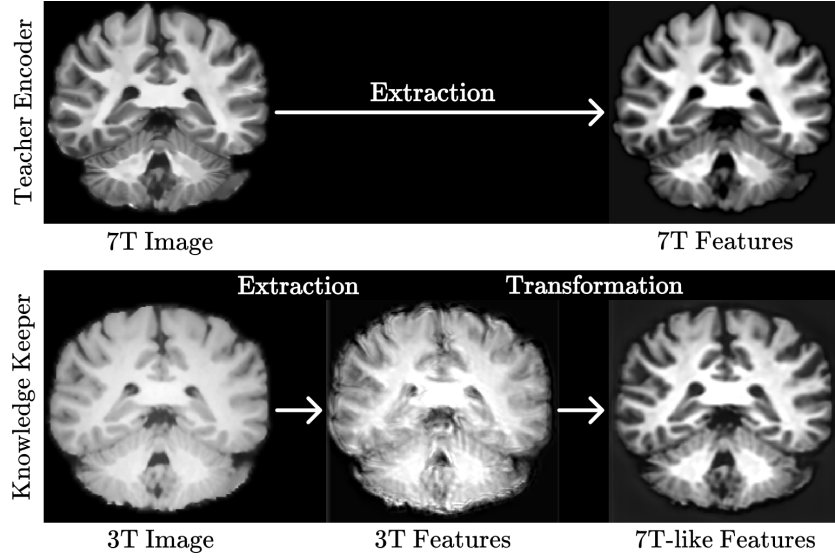 Teacher Encoder
Extraction
7T Image
7T Features
Knowledge Keeper
Extraction
Transformation
3T Image
3T Features
7T-like Features